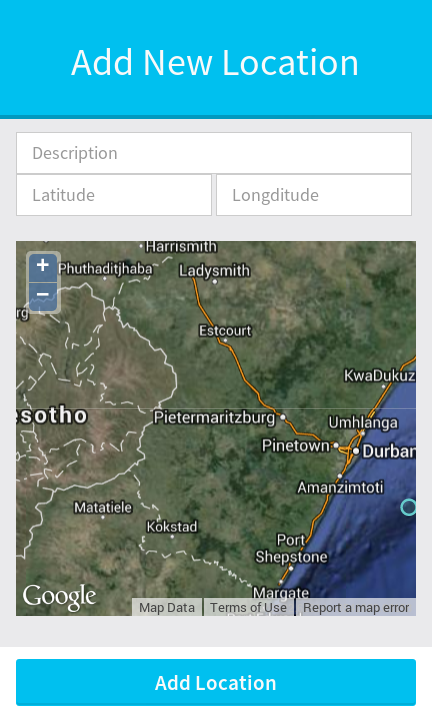 Add New Location
Description
Latitude
Longditude
Harrismith
+
Phuthaditjhaba
Ladysmith
−
rg
Estcourt
KwaDukuz
esotho
Pietermaritzburg
Umhlanga
Pinetown
Durban
Amanzimtoti
Matatiele
Kokstad
Port
Shepstone
Margate
Google
Map Data
Terms of Use
Report a map error
Add Location